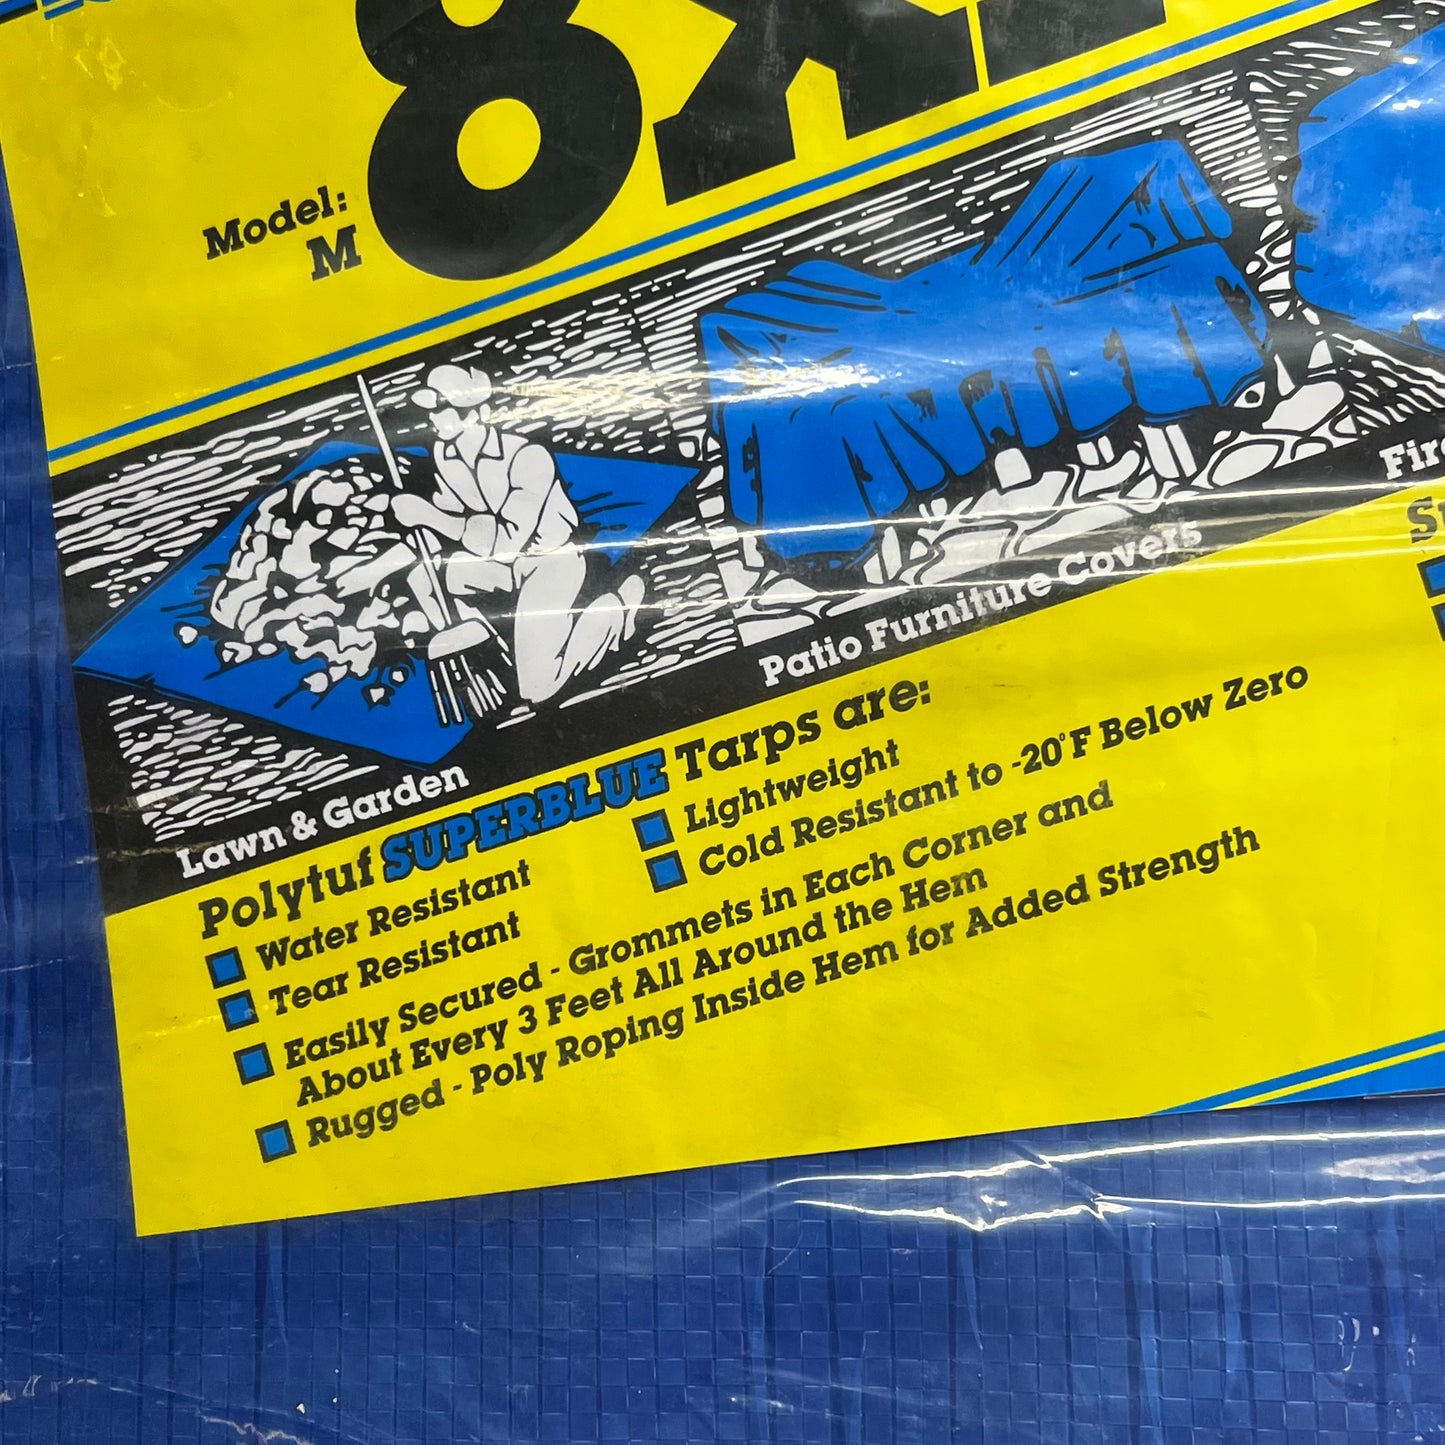 8X
Model:
M
Lawn & Garden
Patio Furniture Covers
Polytuf SUPERBLUE Tarps are:
Water Resistant
Tear Resistant
Lightweight
Cold Resistant to -20°F Below Zero
Easily Secured - Grommets in Each Corner and
About Every 3 Feet All Around the Hem
Rugged - Poly Roping Inside Hem for Added Strength